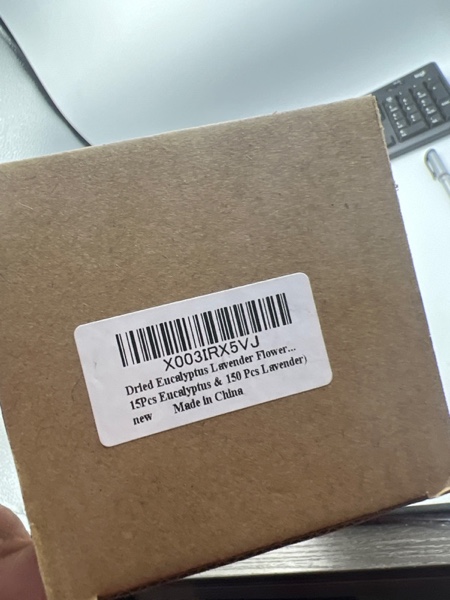 X003IRX5VJ
Dried Eucalyptus Lavender Flower...
15Pcs Eucalyptus & 150 Pcs Lavender)
new Made in China